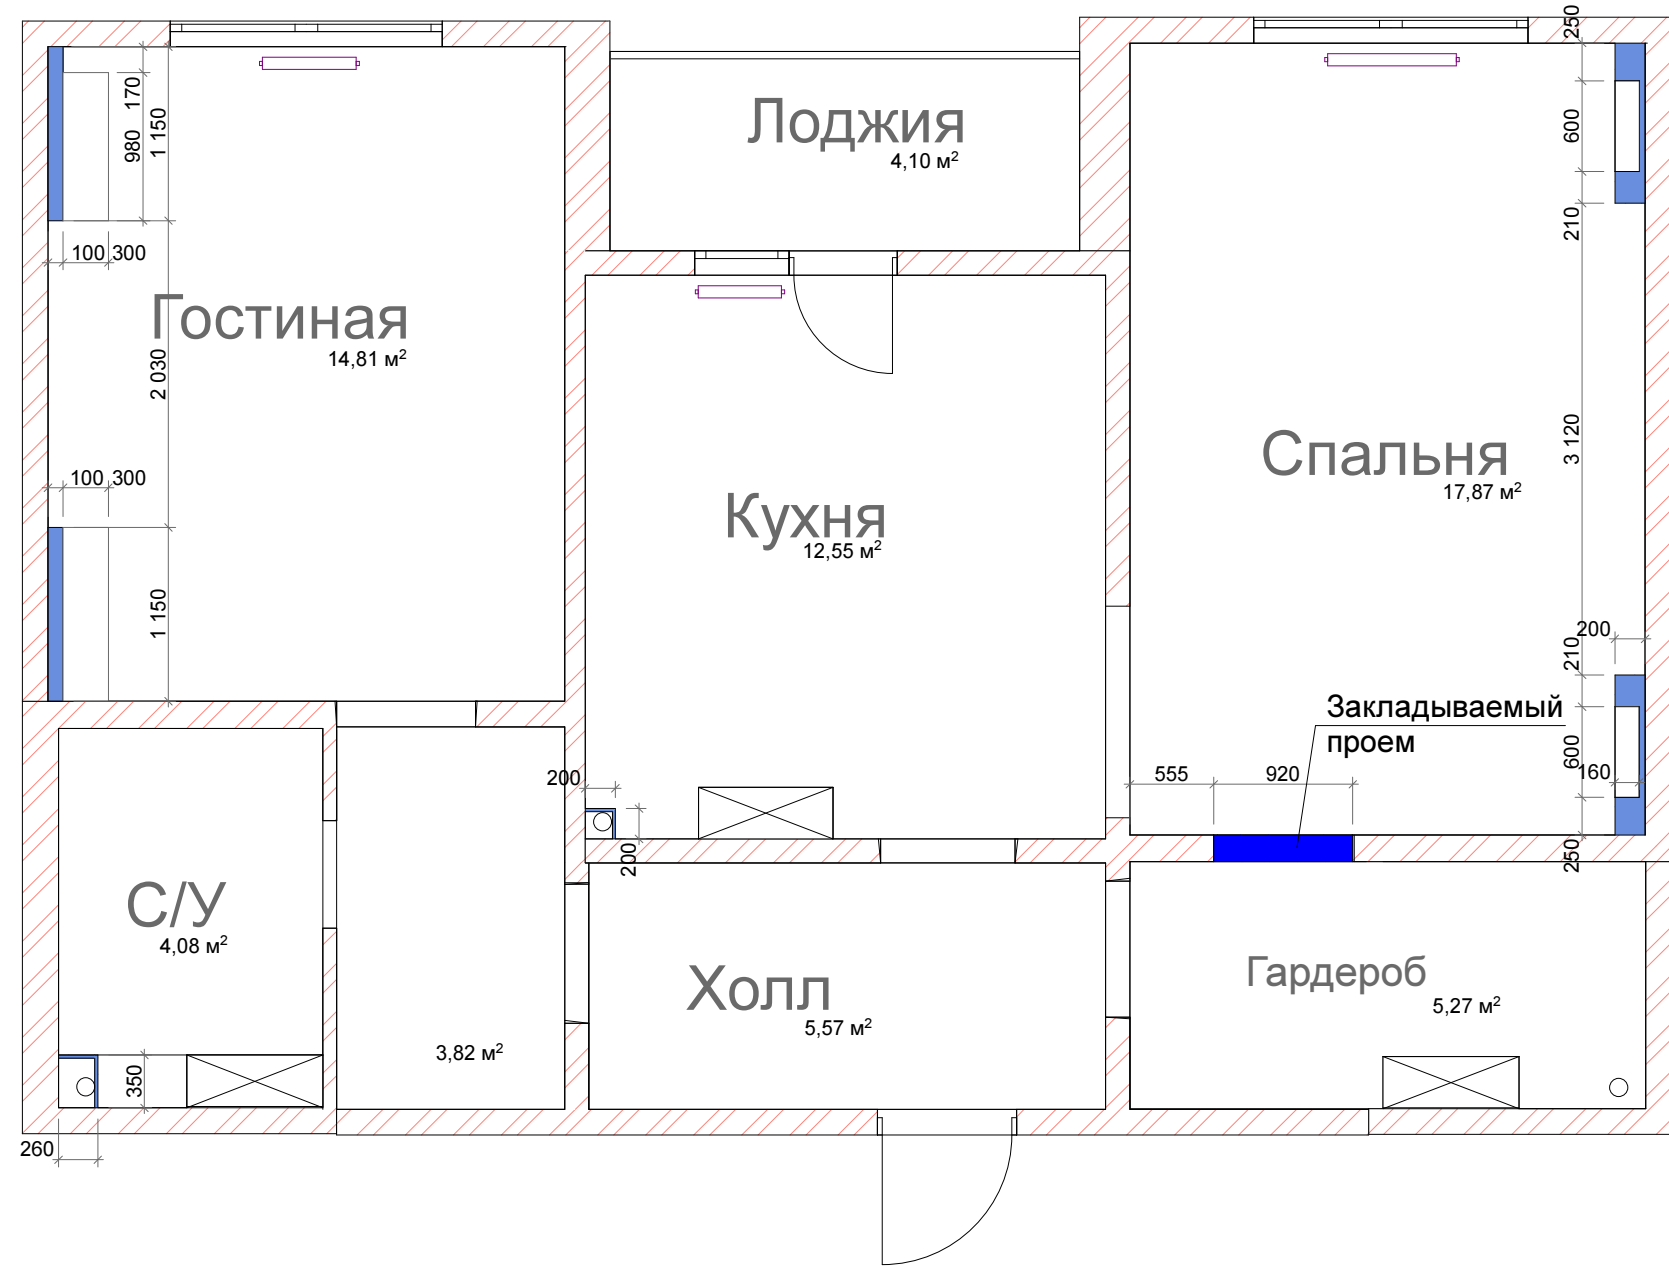 250
170
980
1 150
Лоджия
4,10 м²
600
210
100 300
Гостиная
14,81 м²
2 030
3 120
Спальня
17,87 м²
100 300
Кухня
12,55 м²
1 150
200
210
Закладываемый
проем
600
160
555
920
200
200
250
С/У
4,08 м²
Холл
5,57 м²
Гардероб
5,27 м²
3,82 м²
350
260